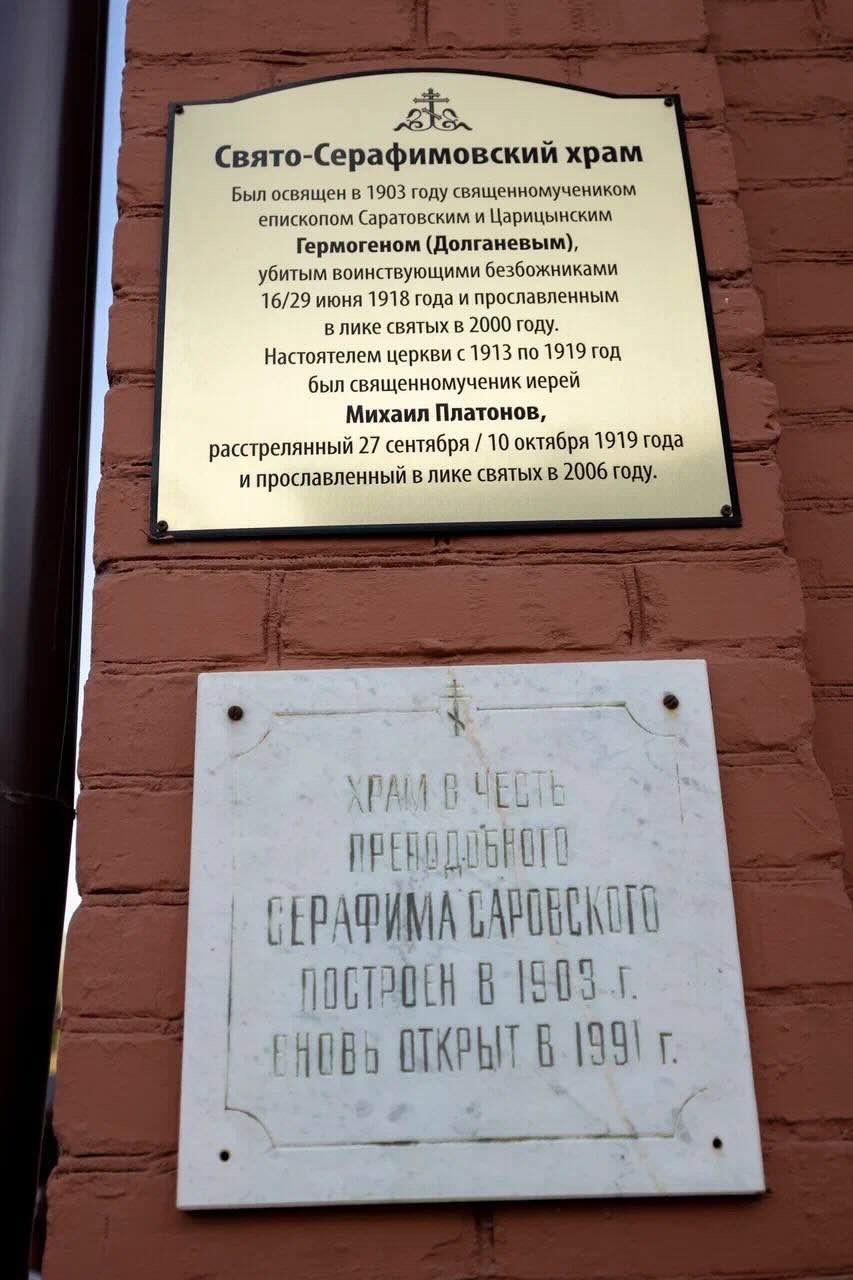 Свято-Серафимовский храм
Был освящен в 1903 году священномучеником
епископом Саратовским и Царицынским
Гермогеном (Долганевым),
убитым воинствующими безбожниками
16/29 июня 1918 года и прославленным
в лике святых в 2000 году.
Настоятелем церкви с 1913 по 1919 год
был священномученик иерей
Михаил Платонов,
расстрелянный 27 сентября / 10 октября 1919 года
и прославленный в лике святых в 2006 году.
ХРАМ В ЧЕСТЬ
ПРЕПОДОБНОГО
СЕРАФИМА САРОВСКОГО
ПОСТРОЕН В 1903 г.
ВНОВЬ ОТКРЫТ В 1991 г.